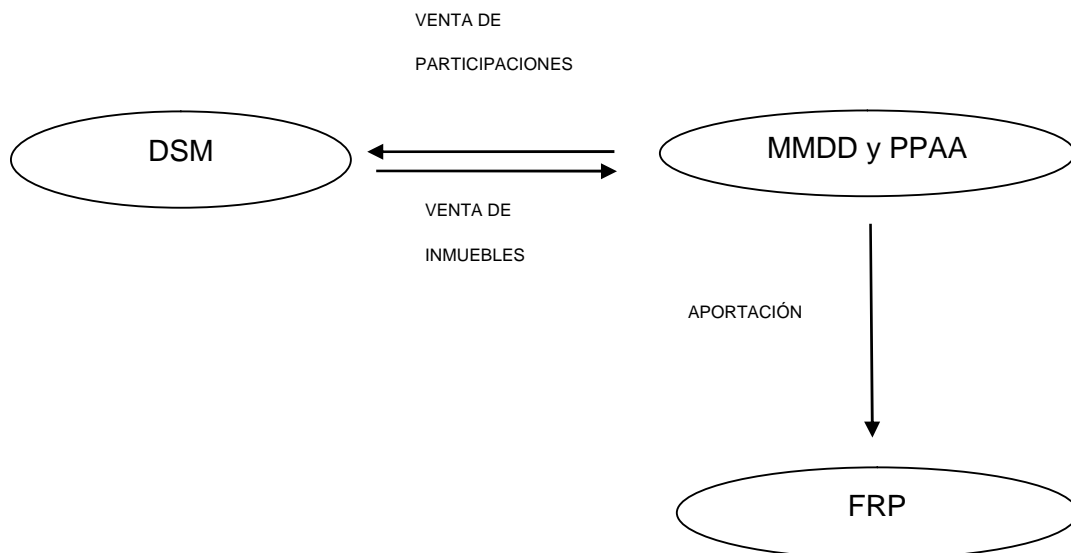 VENTA DE
PARTICIPACIONES
DSM
MMDD y PPAA
VENTA DE
INMUEBLES
APORTACIÓN
FRP